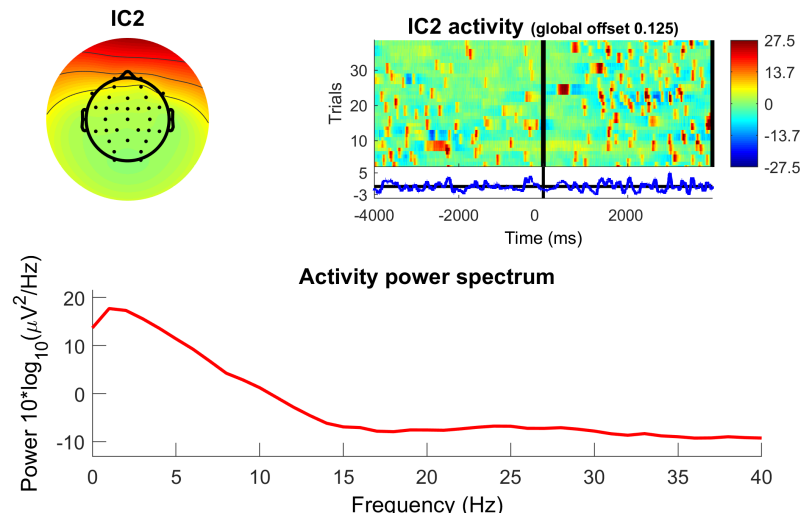 IC2
IC2 activity (global offset 0.125)
Trials
30
20
10
27.5
13.7
0
-13.7
-27.5
5
-3
-4000 -2000 0 2000
Time (ms)
Activity power spectrum
Power 10*log10(μV2/Hz)
20
10
0
-10
0 5 10 15 20 25 30 35 40
Frequency (Hz)